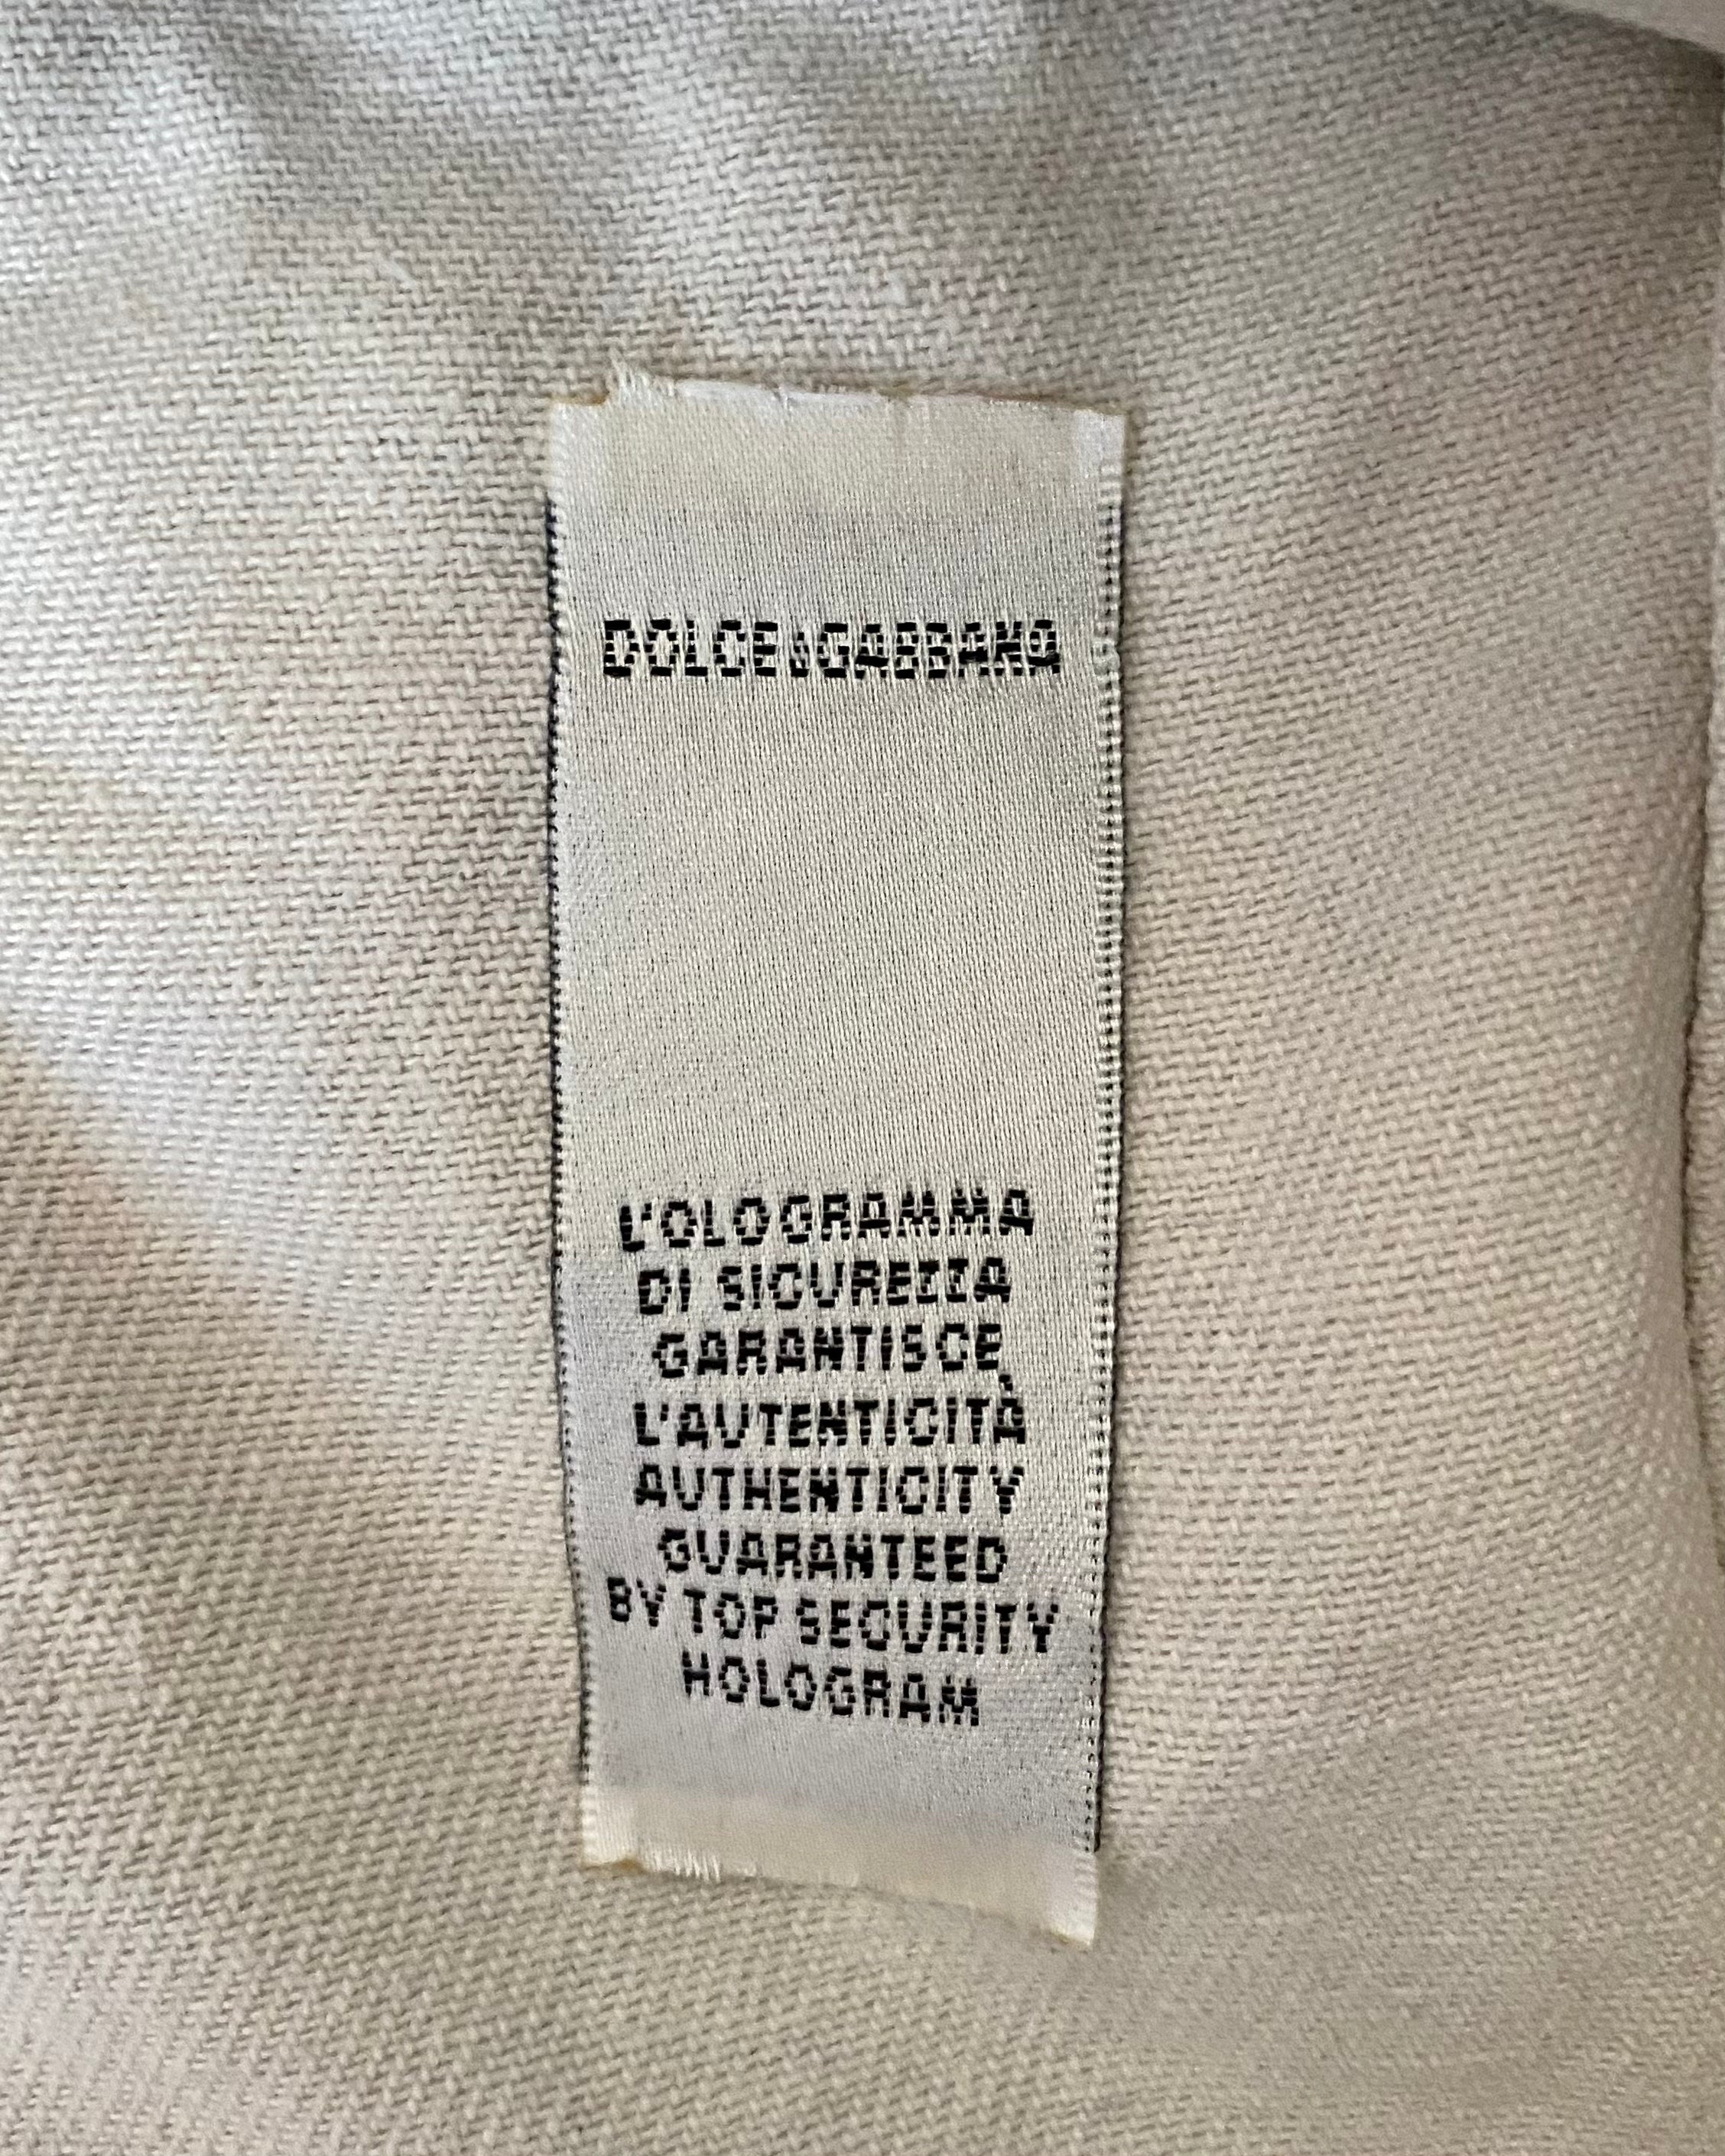 DOLCE&GABBANA
L'OLOGRAMMA
DI SICUREZZA
GARANTISCE
L'AUTENTICITÀ
AUTHENTICITY
GUARANTEED
BY TOP SECURITY
HOLOGRAM